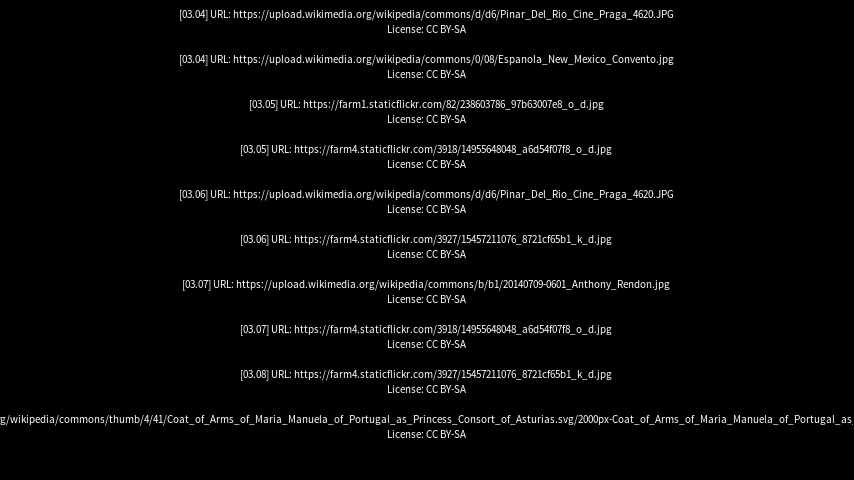 [03.04] URL: https://upload.wikimedia.org/wikipedia/commons/d/d6/Pinar_Del_Rio_Cine_Praga_4620.JPG
License: CC BY-SA
[03.04] URL: https://upload.wikimedia.org/wikipedia/commons/0/08/Espanola_New_Mexico_Convento.jpg
License: CC BY-SA
[03.05] URL: https://farm1.staticflickr.com/82/238603786_97b63007e8_o_d.jpg
License: CC BY-SA
[03.05] URL: https://farm4.staticflickr.com/3918/14955648048_a6d54f07f8_o_d.jpg
License: CC BY-SA
[03.06] URL: https://upload.wikimedia.org/wikipedia/commons/d/d6/Pinar_Del_Rio_Cine_Praga_4620.JPG
License: CC BY-SA
[03.06] URL: https://farm4.staticflickr.com/3927/15457211076_8721cf65b1_k_d.jpg
License: CC BY-SA
[03.07] URL: https://upload.wikimedia.org/wikipedia/commons/b/b1/20140709-0601_Anthony_Rendon.jpg
License: CC BY-SA
[03.07] URL: https://farm4.staticflickr.com/3918/14955648048_a6d54f07f8_o_d.jpg
License: CC BY-SA
[03.08] URL: https://farm4.staticflickr.com/3927/15457211076_8721cf65b1_k_d.jpg
License: CC BY-SA
g/wikipedia/commons/thumb/4/41/Coat_of_Arms_of_Maria_Manuela_of_Portugal_as_Princess_Consort_of_Asturias.svg/2000px-Coat_of_Arms_of_Maria_Manuela_of_Portugal_as_
License: CC BY-SA